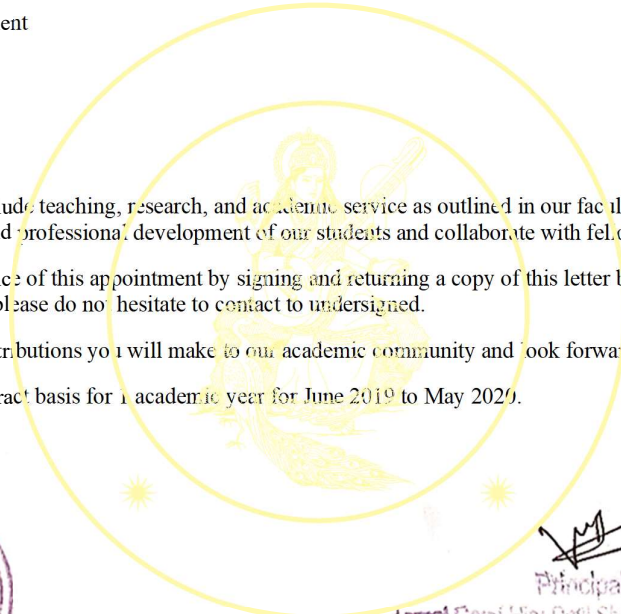 ent
ude teaching, research, and academic service as outlined in our facul
d professional development of our students and collaborate with fell
ce of this appointment by signing and returning a copy of this letter b
please do not hesitate to contact to undersigned.
tributions you will make to our academic community and look forwa
ract basis for 1 academic year for June 2019 to May 2020.
Principal